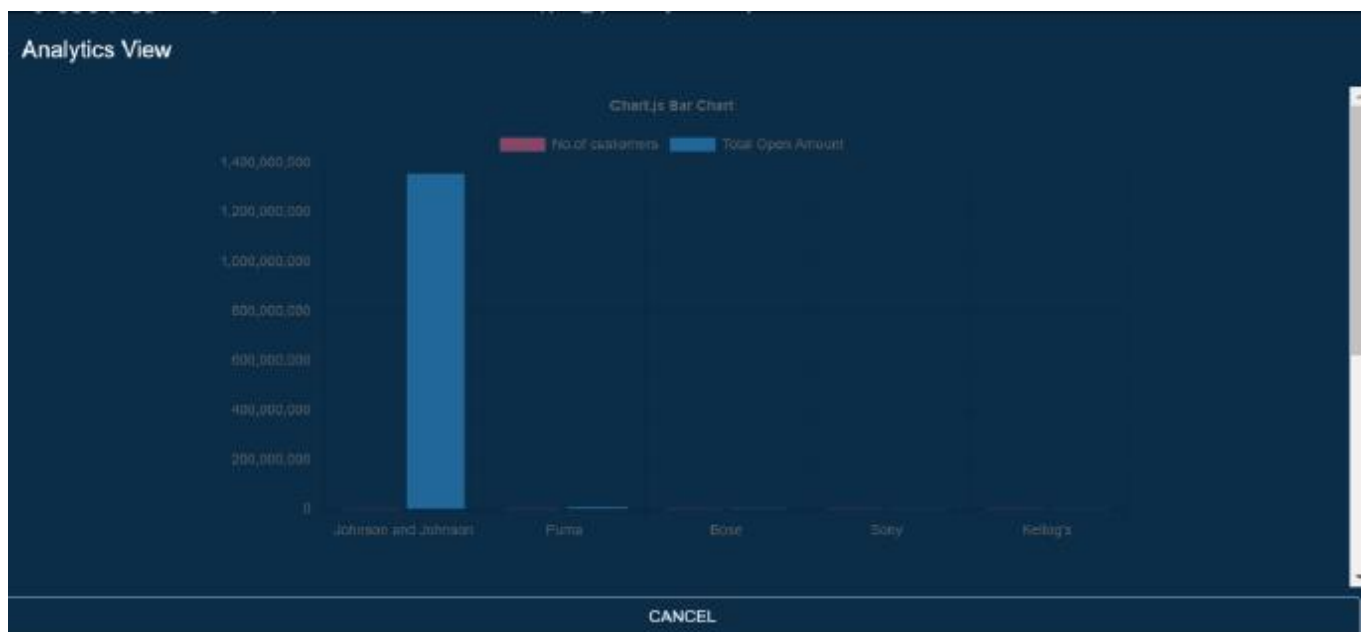 Analytics View
Chart.js Bar Chart
No.of customers Total Open Amount
1,400,000,000
1,200,000,000
1,000,000,000
800,000,000
600,000,000
400,000,000
200,000,000
0
Johnson and Johnson Puma Bose Sony Kellog's
CANCEL